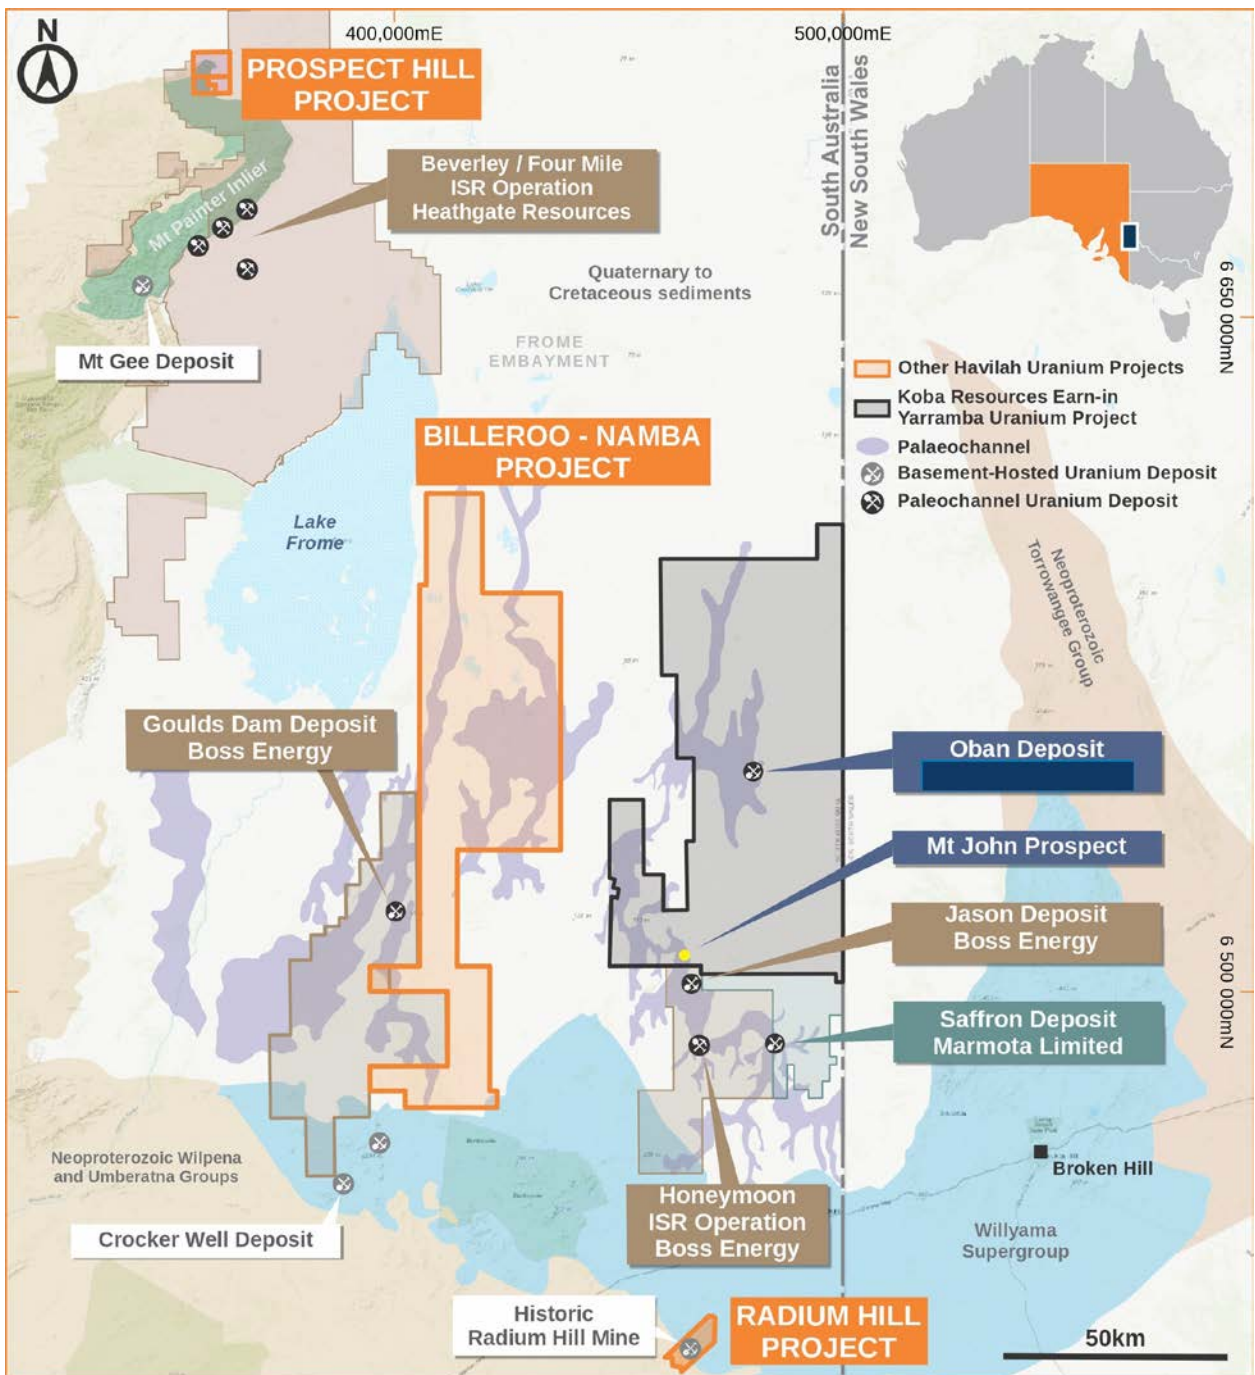 N
400,000mE
500,000mE
PROSPECT HILL
PROJECT
Beverley / Four Mile
ISR Operation
Heathgate Resources
Mt Painter Inlier
South Australia
New South Wales
Quaternary to
Cretaceous sediments
6 650 000mN
Mt Gee Deposit
FROME
EMBAYMENT
Other Havilah Uranium Projects
Koba Resources Earn-in
Yarramba Uranium Project
Palaeochannel
Basement-Hosted Uranium Deposit
Paleochannel Uranium Deposit
BILLEROO - NAMBA
PROJECT
Lake
Frome
Neoproterozoic
Torrowangee Group
Goulds Dam Deposit
Boss Energy
Oban Deposit
Mt John Prospect
Jason Deposit
Boss Energy
6 500 000mN
Saffron Deposit
Marmota Limited
Neoproterozoic Wilpena
and Umberatna Groups
Broken Hill
Crocker Well Deposit
Honeymoon
ISR Operation
Boss Energy
Willyama
Supergroup
Historic
Radium Hill Mine
RADIUM HILL
PROJECT
50km